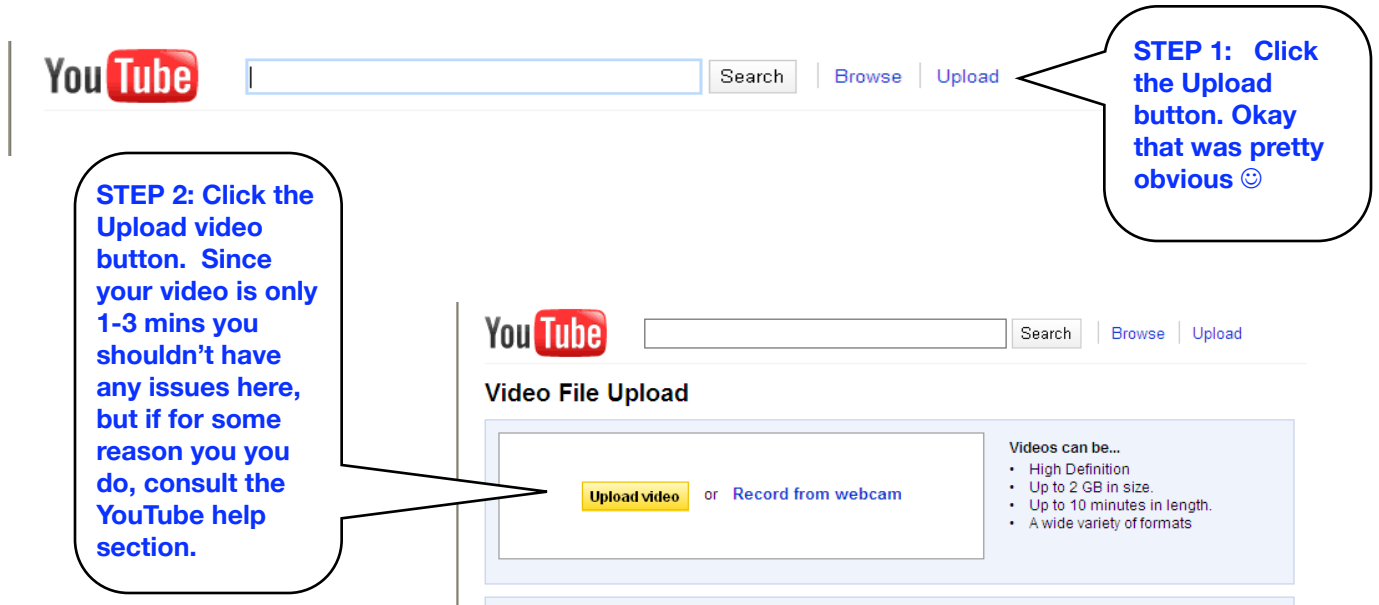 You Tube
Search Browse Upload
STEP 1: Click
the Upload
button. Okay
that was pretty
obvious ☺
STEP 2: Click the
Upload video
button. Since
your video is only
1-3 mins you
shouldn’t have
any issues here,
but if for some
reason you you
do, consult the
YouTube help
section.
You Tube
Search Browse Upload
Video File Upload
Upload video or Record from webcam
Videos can be...
• High Definition
• Up to 2 GB in size.
• Up to 10 minutes in length.
• A wide variety of formats